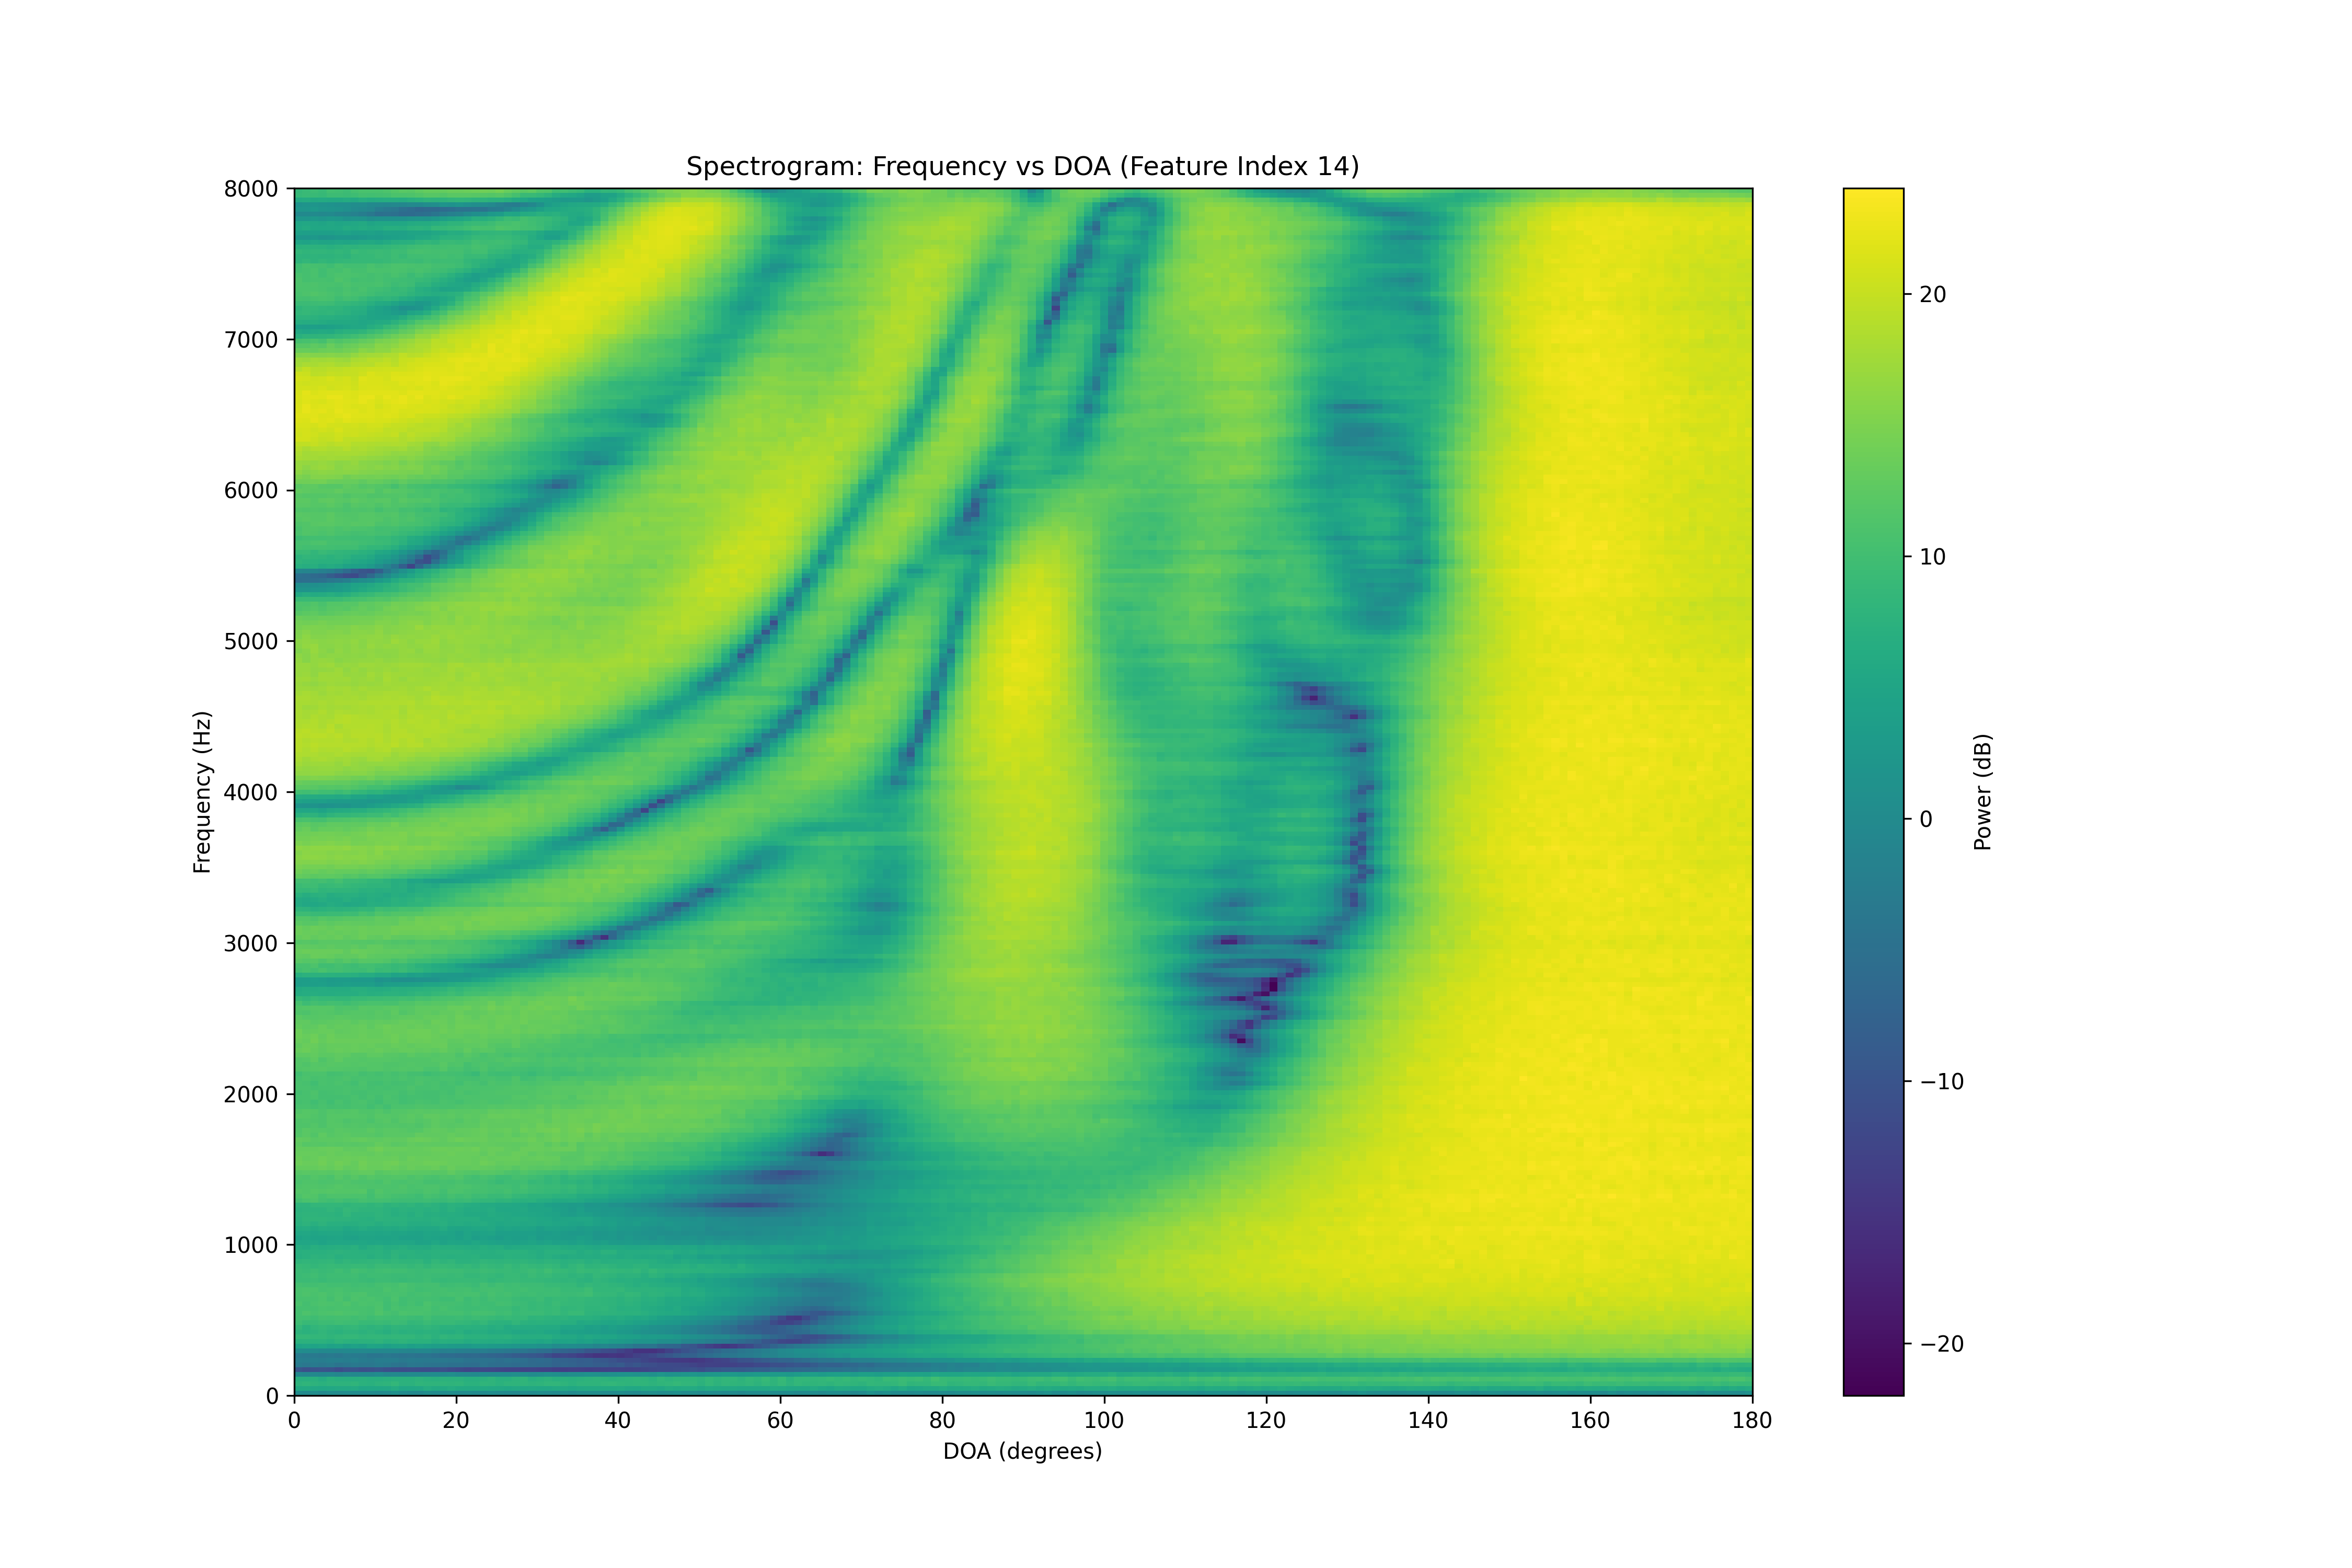 Spectrogram: Frequency vs DOA (Feature Index 14)
8000
7000
6000
5000
4000
3000
2000
1000
0
Frequency (Hz)
0 20 40 60 80 100 120 140 160 180
DOA (degrees)
20
10
0
−10
−20
Power (dB)